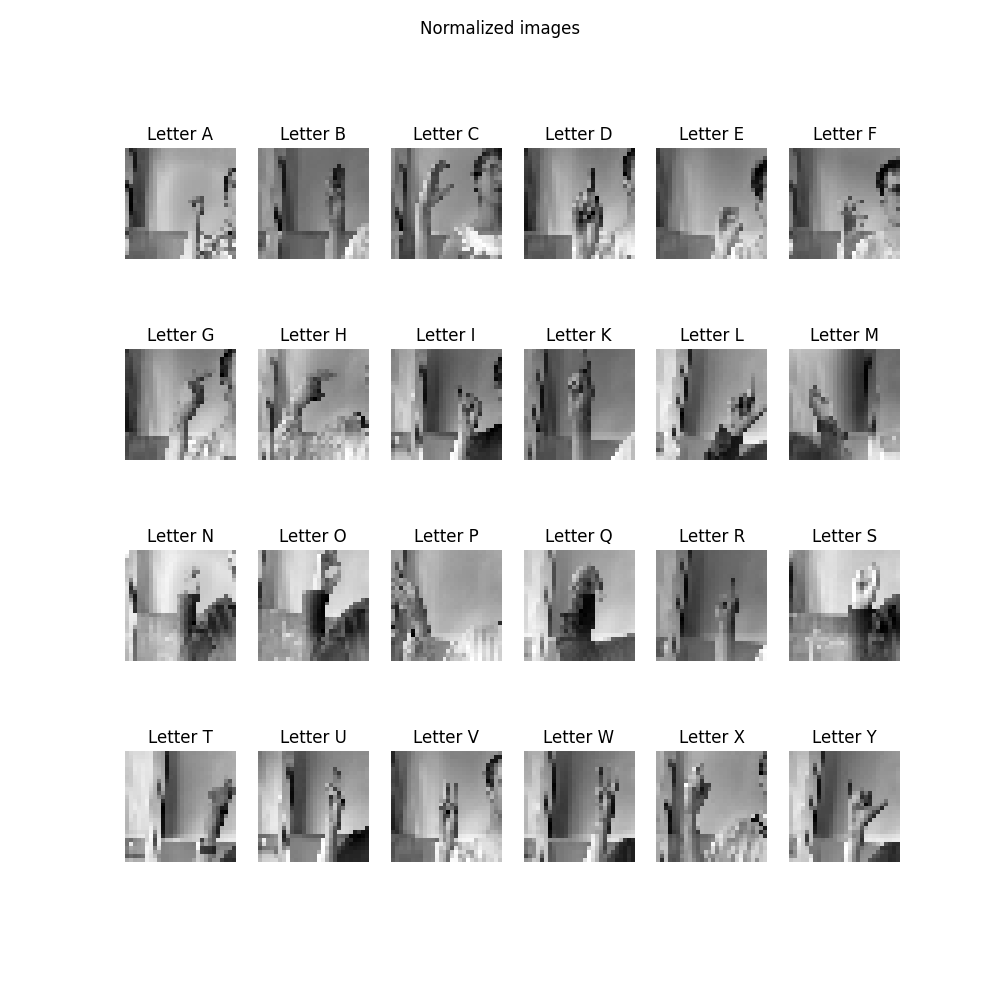 Normalized images
Letter A Letter B Letter C Letter D Letter E Letter F
Letter G Letter H Letter I Letter K Letter L Letter M
Letter N Letter O Letter P Letter Q Letter R Letter S
Letter T Letter U Letter V Letter W Letter X Letter Y